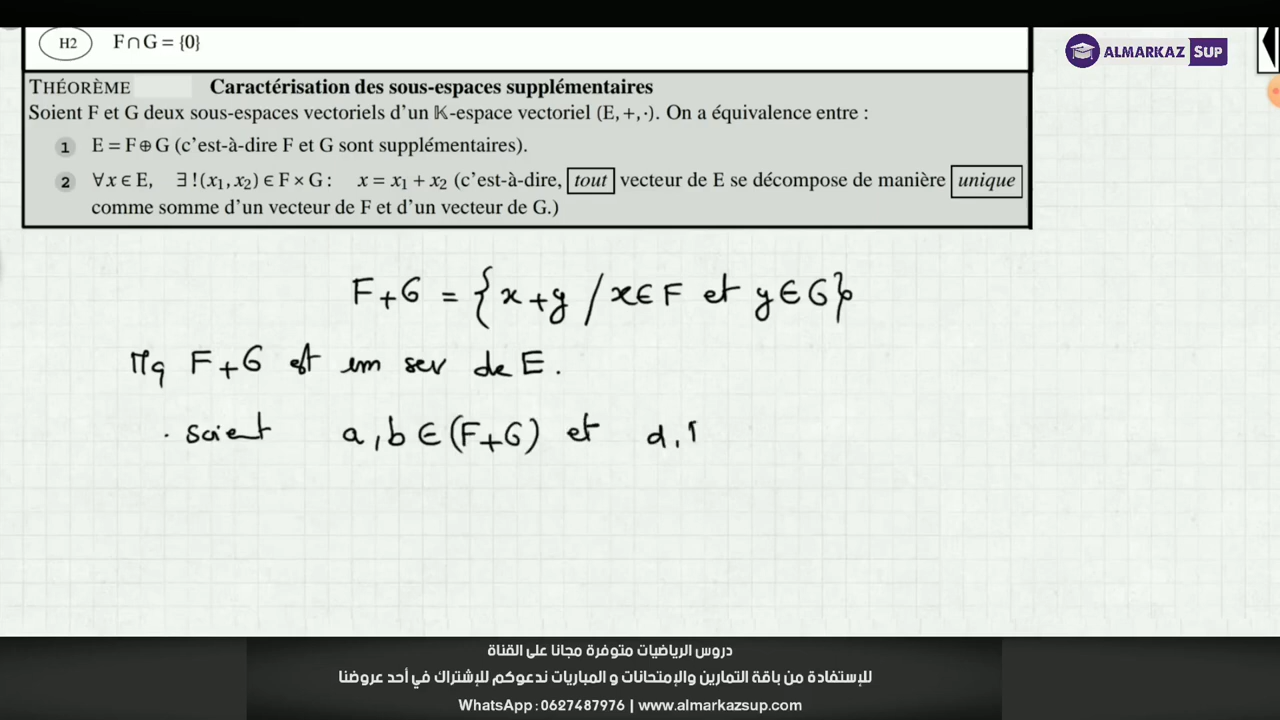 H2 F∩G = {0}
ALMARKAZ SUP
THÉORÈME Caractérisation des sous-espaces supplémentaires
Soient F et G deux sous-espaces vectoriels d'un 𝕂-espace vectoriel (E,+,·). On a équivalence entre :
1 E = F⊕G (c'est-à-dire F et G sont supplémentaires).
2 ∀x∈E, ∃!(x₁,x₂)∈F×G: x = x₁+x₂ (c'est-à-dire, tout vecteur de E se décompose de manière unique
comme somme d'un vecteur de F et d'un vecteur de G.)
F+G = {x+y / x∈F et y∈G}
Mq F+G est un sev de E.
. soient a,b ∈ (F+G) et α,
دروس الرياضيات متوفرة مجانا على القناة
للإستفادة من باقة التمارين والإمتحانات و المباريات ندعوكم للإشتراك في أحد عروضنا
WhatsApp : 0627487976 | www.almarkazsup.com